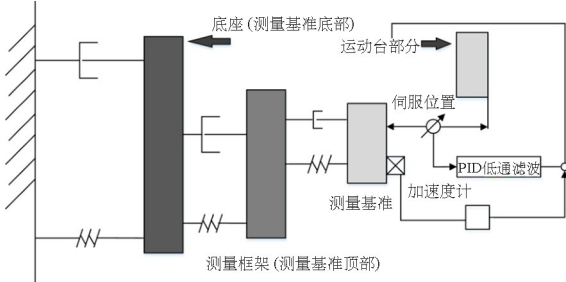 底座 (测量基准底部)
运动台部分
伺服位置
PID低通滤波
测量基准
加速度计
测量框架 (测量基准顶部)